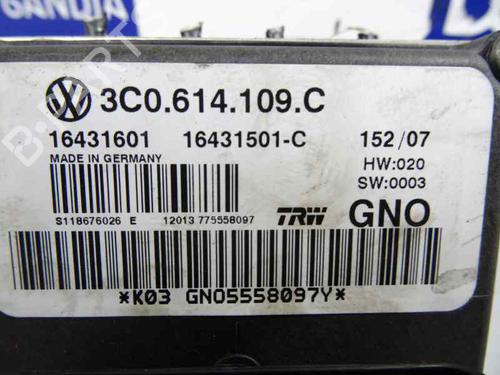 3C0.614.109.C
16431601 16431501-C 152/07
MADE IN GERMANY HW:020
SW:0003
S118676026 E 12013 775558097 TRW GNO
*K03 GNO5558097Y*